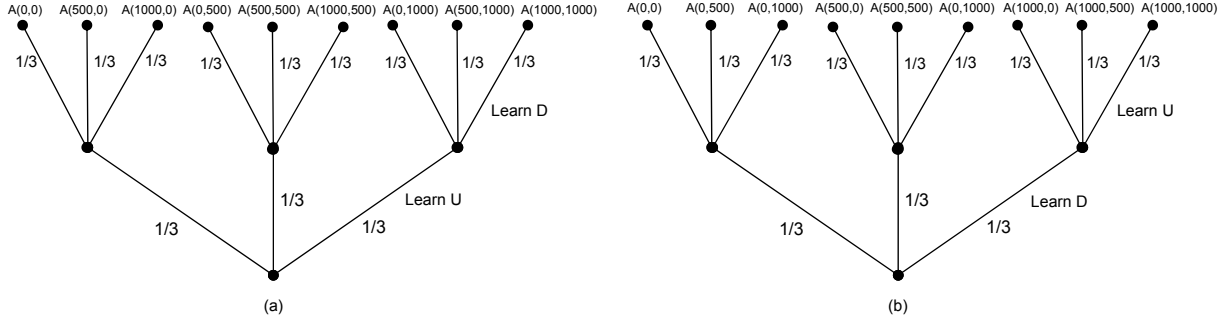 A(0,0) A(500,0) A(1000,0) A(0,500) A(500,500) A(1000,500) A(0,1000) A(500,1000) A(1000,1000)
1/3 1/3 1/3 1/3 1/3 1/3 1/3 1/3 1/3
Learn D
1/3 Learn U
1/3 1/3
(a)
A(0,0) A(0,500) A(0,1000) A(500,0) A(500,500) A(0,1000) A(1000,0) A(1000,500) A(1000,1000)
1/3 1/3 1/3 1/3 1/3 1/3 1/3 1/3 1/3
Learn U
1/3 Learn D
1/3 1/3
(b)